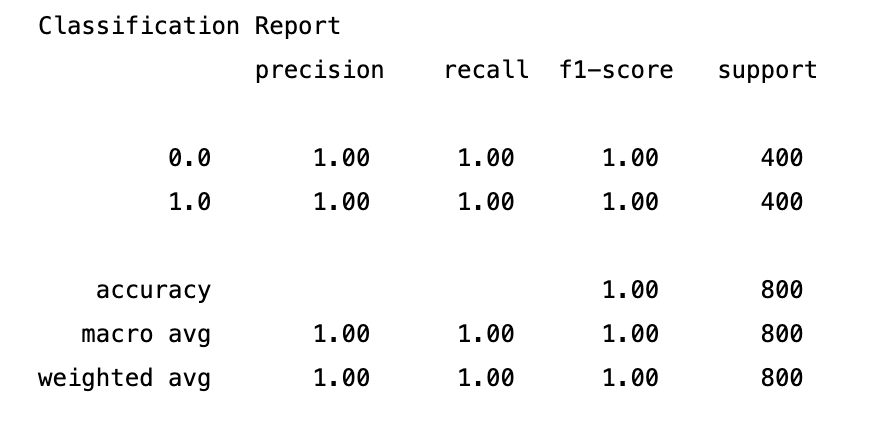 Classification Report
precision recall f1-score support
0.0 1.00 1.00 1.00 400
1.0 1.00 1.00 1.00 400
accuracy 1.00 800
macro avg 1.00 1.00 1.00 800
weighted avg 1.00 1.00 1.00 800